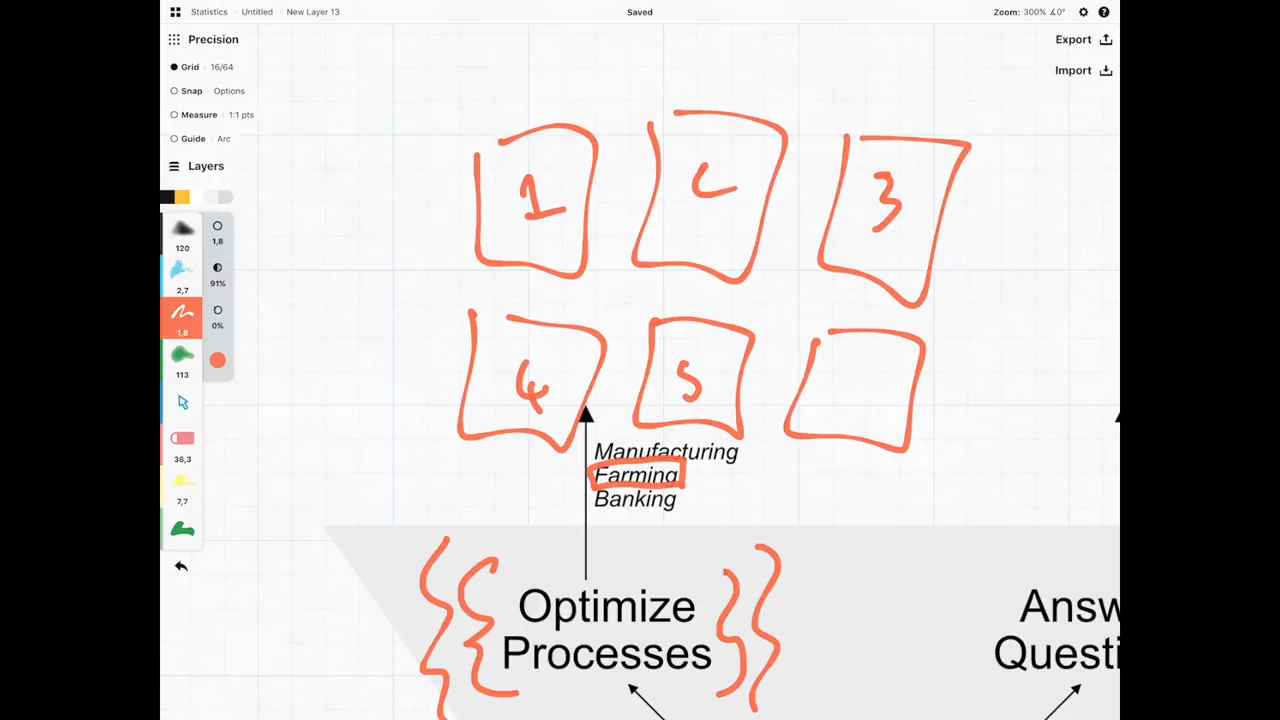 Statistics › Untitled › New Layer 13
Saved
Zoom: 300% ∠0°
Precision
Export
Grid 16/64
Import
Snap Options
Measure 1:1 pts
Guide Arc
Layers
1
3
120
1,8
91%
2,7
0%
1,8
113
4
5
36,3
7,7
Manufacturing
Farming
Banking
Optimize
Processes
Answ
Questi